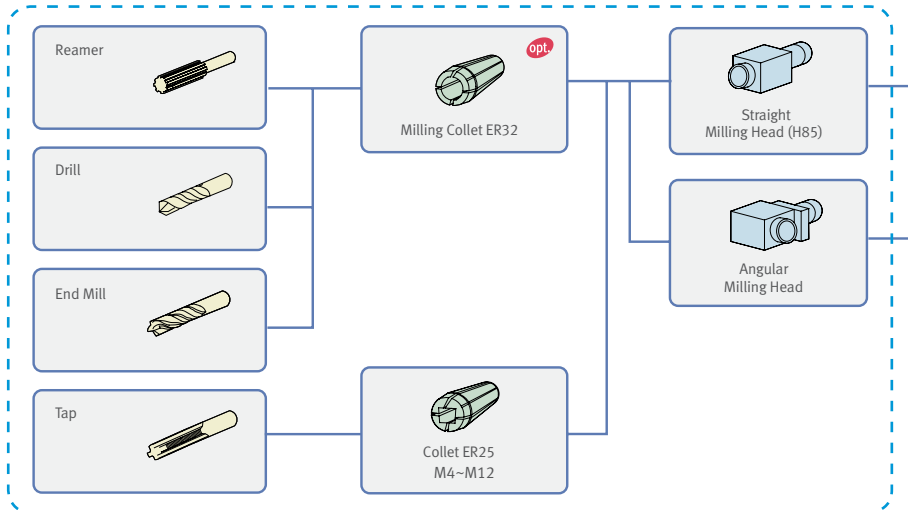 Reamer
opt.
Milling Collet ER32
Straight
Milling Head (H85)
Drill
Angular
Milling Head
End Mill
Tap
Collet ER25
M4~M12